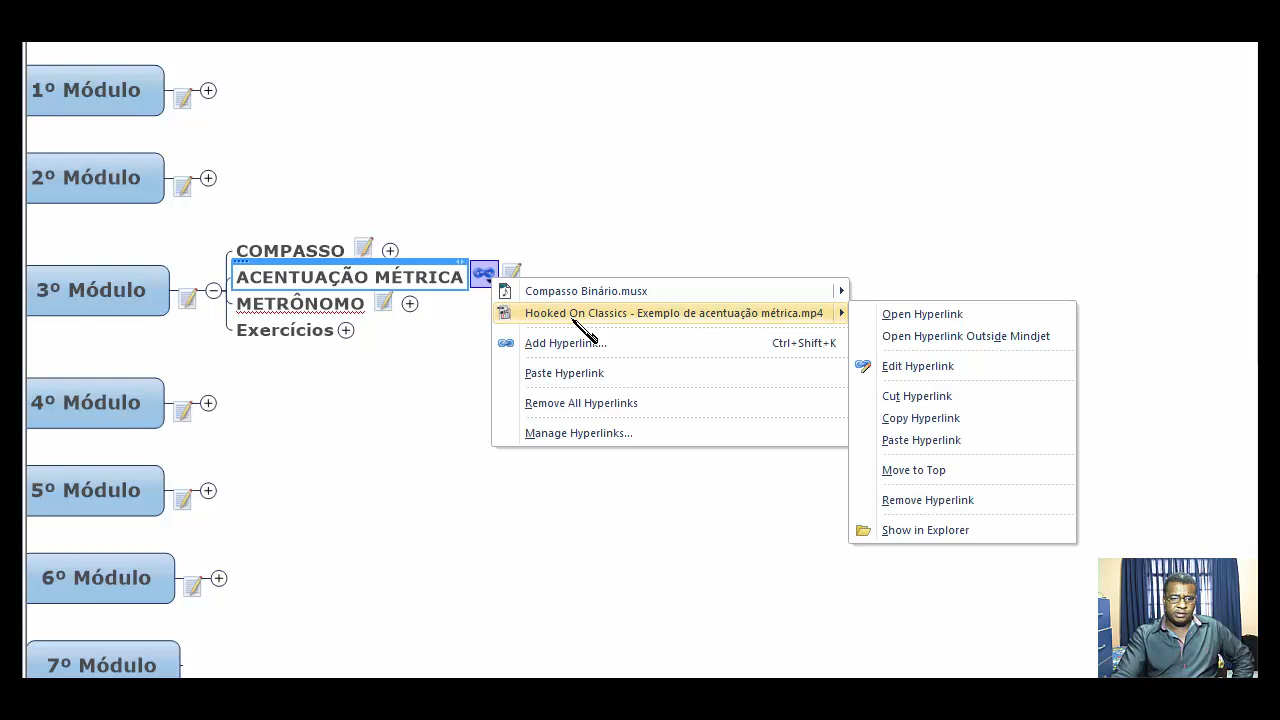 1º Módulo
2º Módulo
3º Módulo
COMPASSO
ACENTUAÇÃO MÉTRICA
METRÔNOMO
Exercícios
4º Módulo
5º Módulo
6º Módulo
7º Módulo
Compasso Binário.musx
Hooked On Classics - Exemplo de acentuação métrica.mp4
Add Hyperlink... Ctrl+Shift+K
Paste Hyperlink
Remove All Hyperlinks
Manage Hyperlinks...
Open Hyperlink
Open Hyperlink Outside Mindjet
Edit Hyperlink
Cut Hyperlink
Copy Hyperlink
Paste Hyperlink
Move to Top
Remove Hyperlink
Show in Explorer